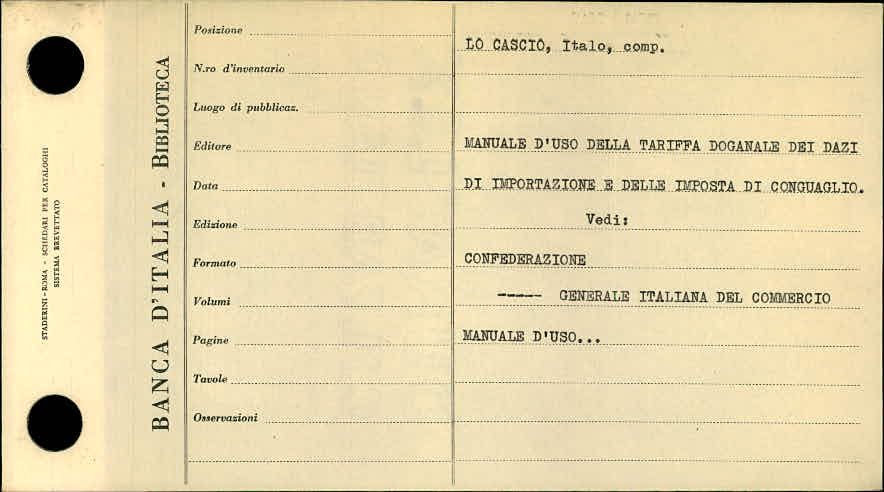 STADERINI-ROMA - SCHEDARI PER CATALOGHI
SISTEMA BREVETTATO
BANCA D'ITALIA - BIBLIOTECA
Posizione
N.ro d'inventario
Luogo di pubblicaz.
Editore
Data
Edizione
Formato
Volumi
Pagine
Tavole
Osservazioni
LO CASCIO, Italo, comp.
MANUALE D'USO DELLA TARIFFA DOGANALE DEI DAZI
DI IMPORTAZIONE E DELLE IMPOSTA DI CONGUAGLIO.
Vedi:
CONFEDERAZIONE
----- GENERALE ITALIANA DEL COMMERCIO
MANUALE D'USO...